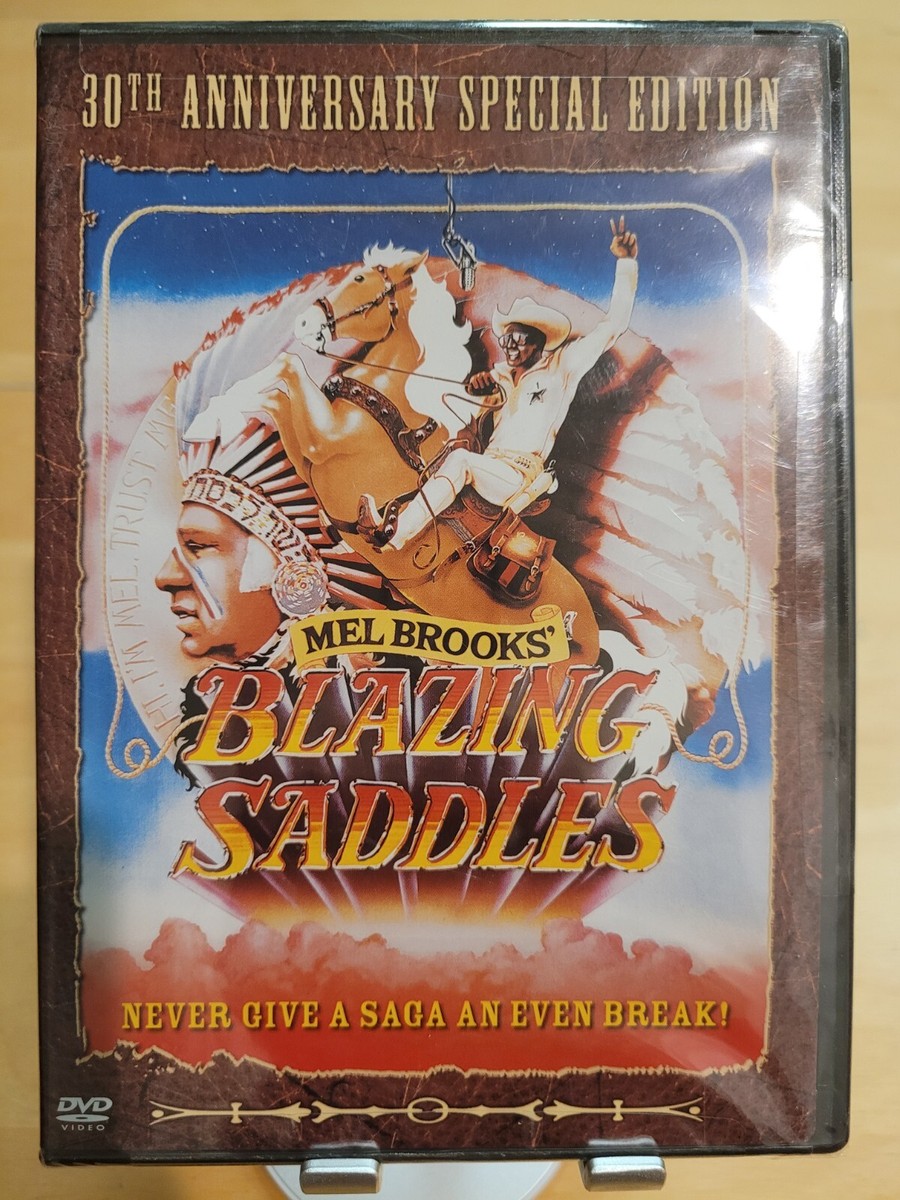 30TH ANNIVERSARY SPECIAL EDITION
HI, I'M MEL, TRUST ME
MEL BROOKS'
BLAZING
SADDLES
NEVER GIVE A SAGA AN EVEN BREAK!
DVD
VIDEO